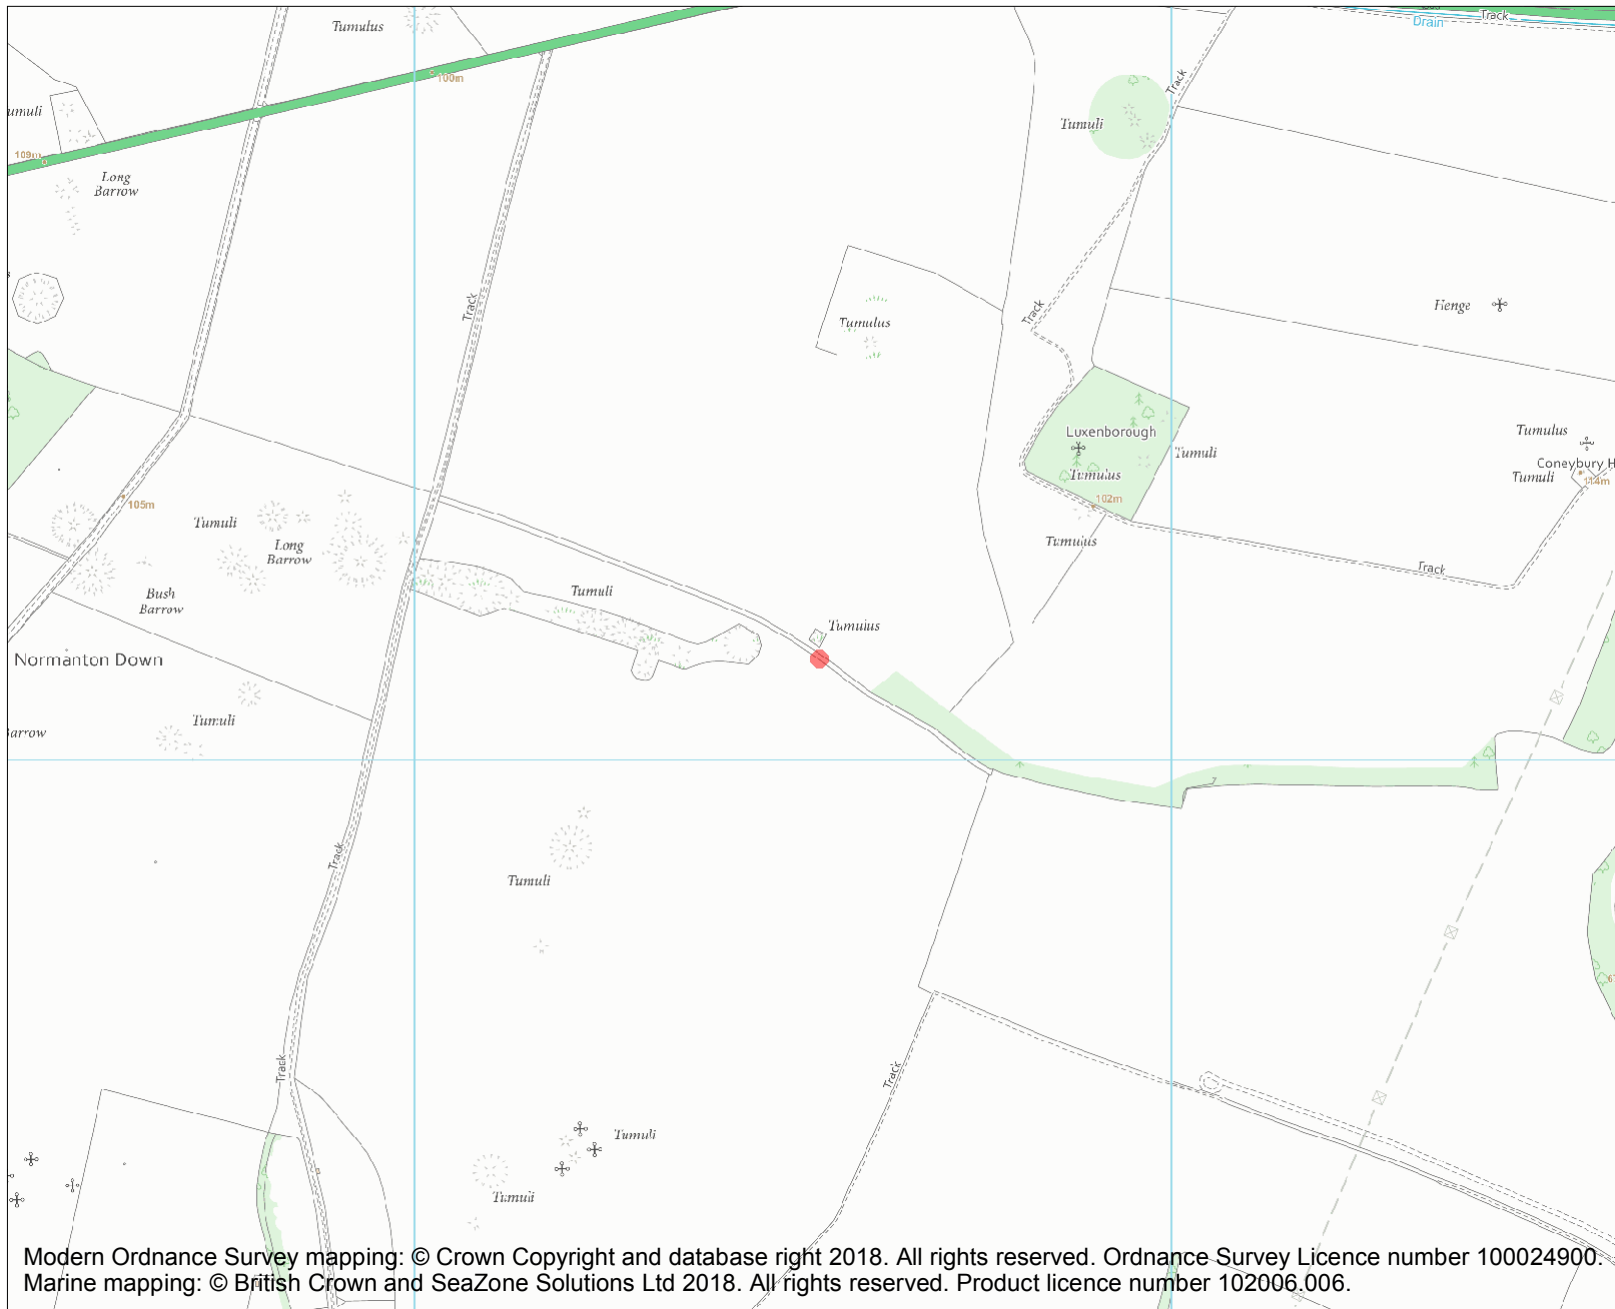 Tumulus
Drain
Track
100m
Track
umuli
Tumuli
109m
Long
Barrow
Track
Track
Henge
Tumulus
Luxenborough
Tumuli
Tumulus
Tumulus
Coneybury H
Tumuli
114m
102m
105m
Tumuli
Long
Barrow
Tumulus
Track
Bush
Barrow
Tumuli
Tumulus
Normanton Down
Tumuli
arrow
Track
Tumuli
Track
Track
Tumuli
Tumuli
Modern Ordnance Survey mapping: © Crown Copyright and database right 2018. All rights reserved. Ordnance Survey Licence number 100024900.
Marine mapping: © British Crown and SeaZone Solutions Ltd 2018. All rights reserved. Product licence number 102006.006.